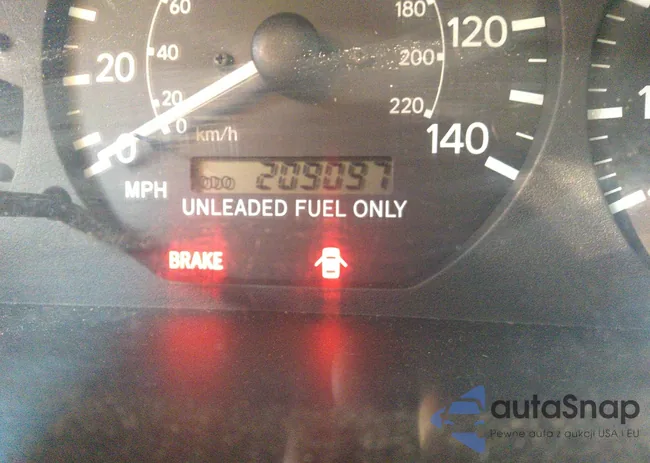 60
180
120
20
40
200
20
220
0
0
km/h
140
MPH
209097
UNLEADED FUEL ONLY
BRAKE
autaSnap
Pewne auta z aukcji USA i EU